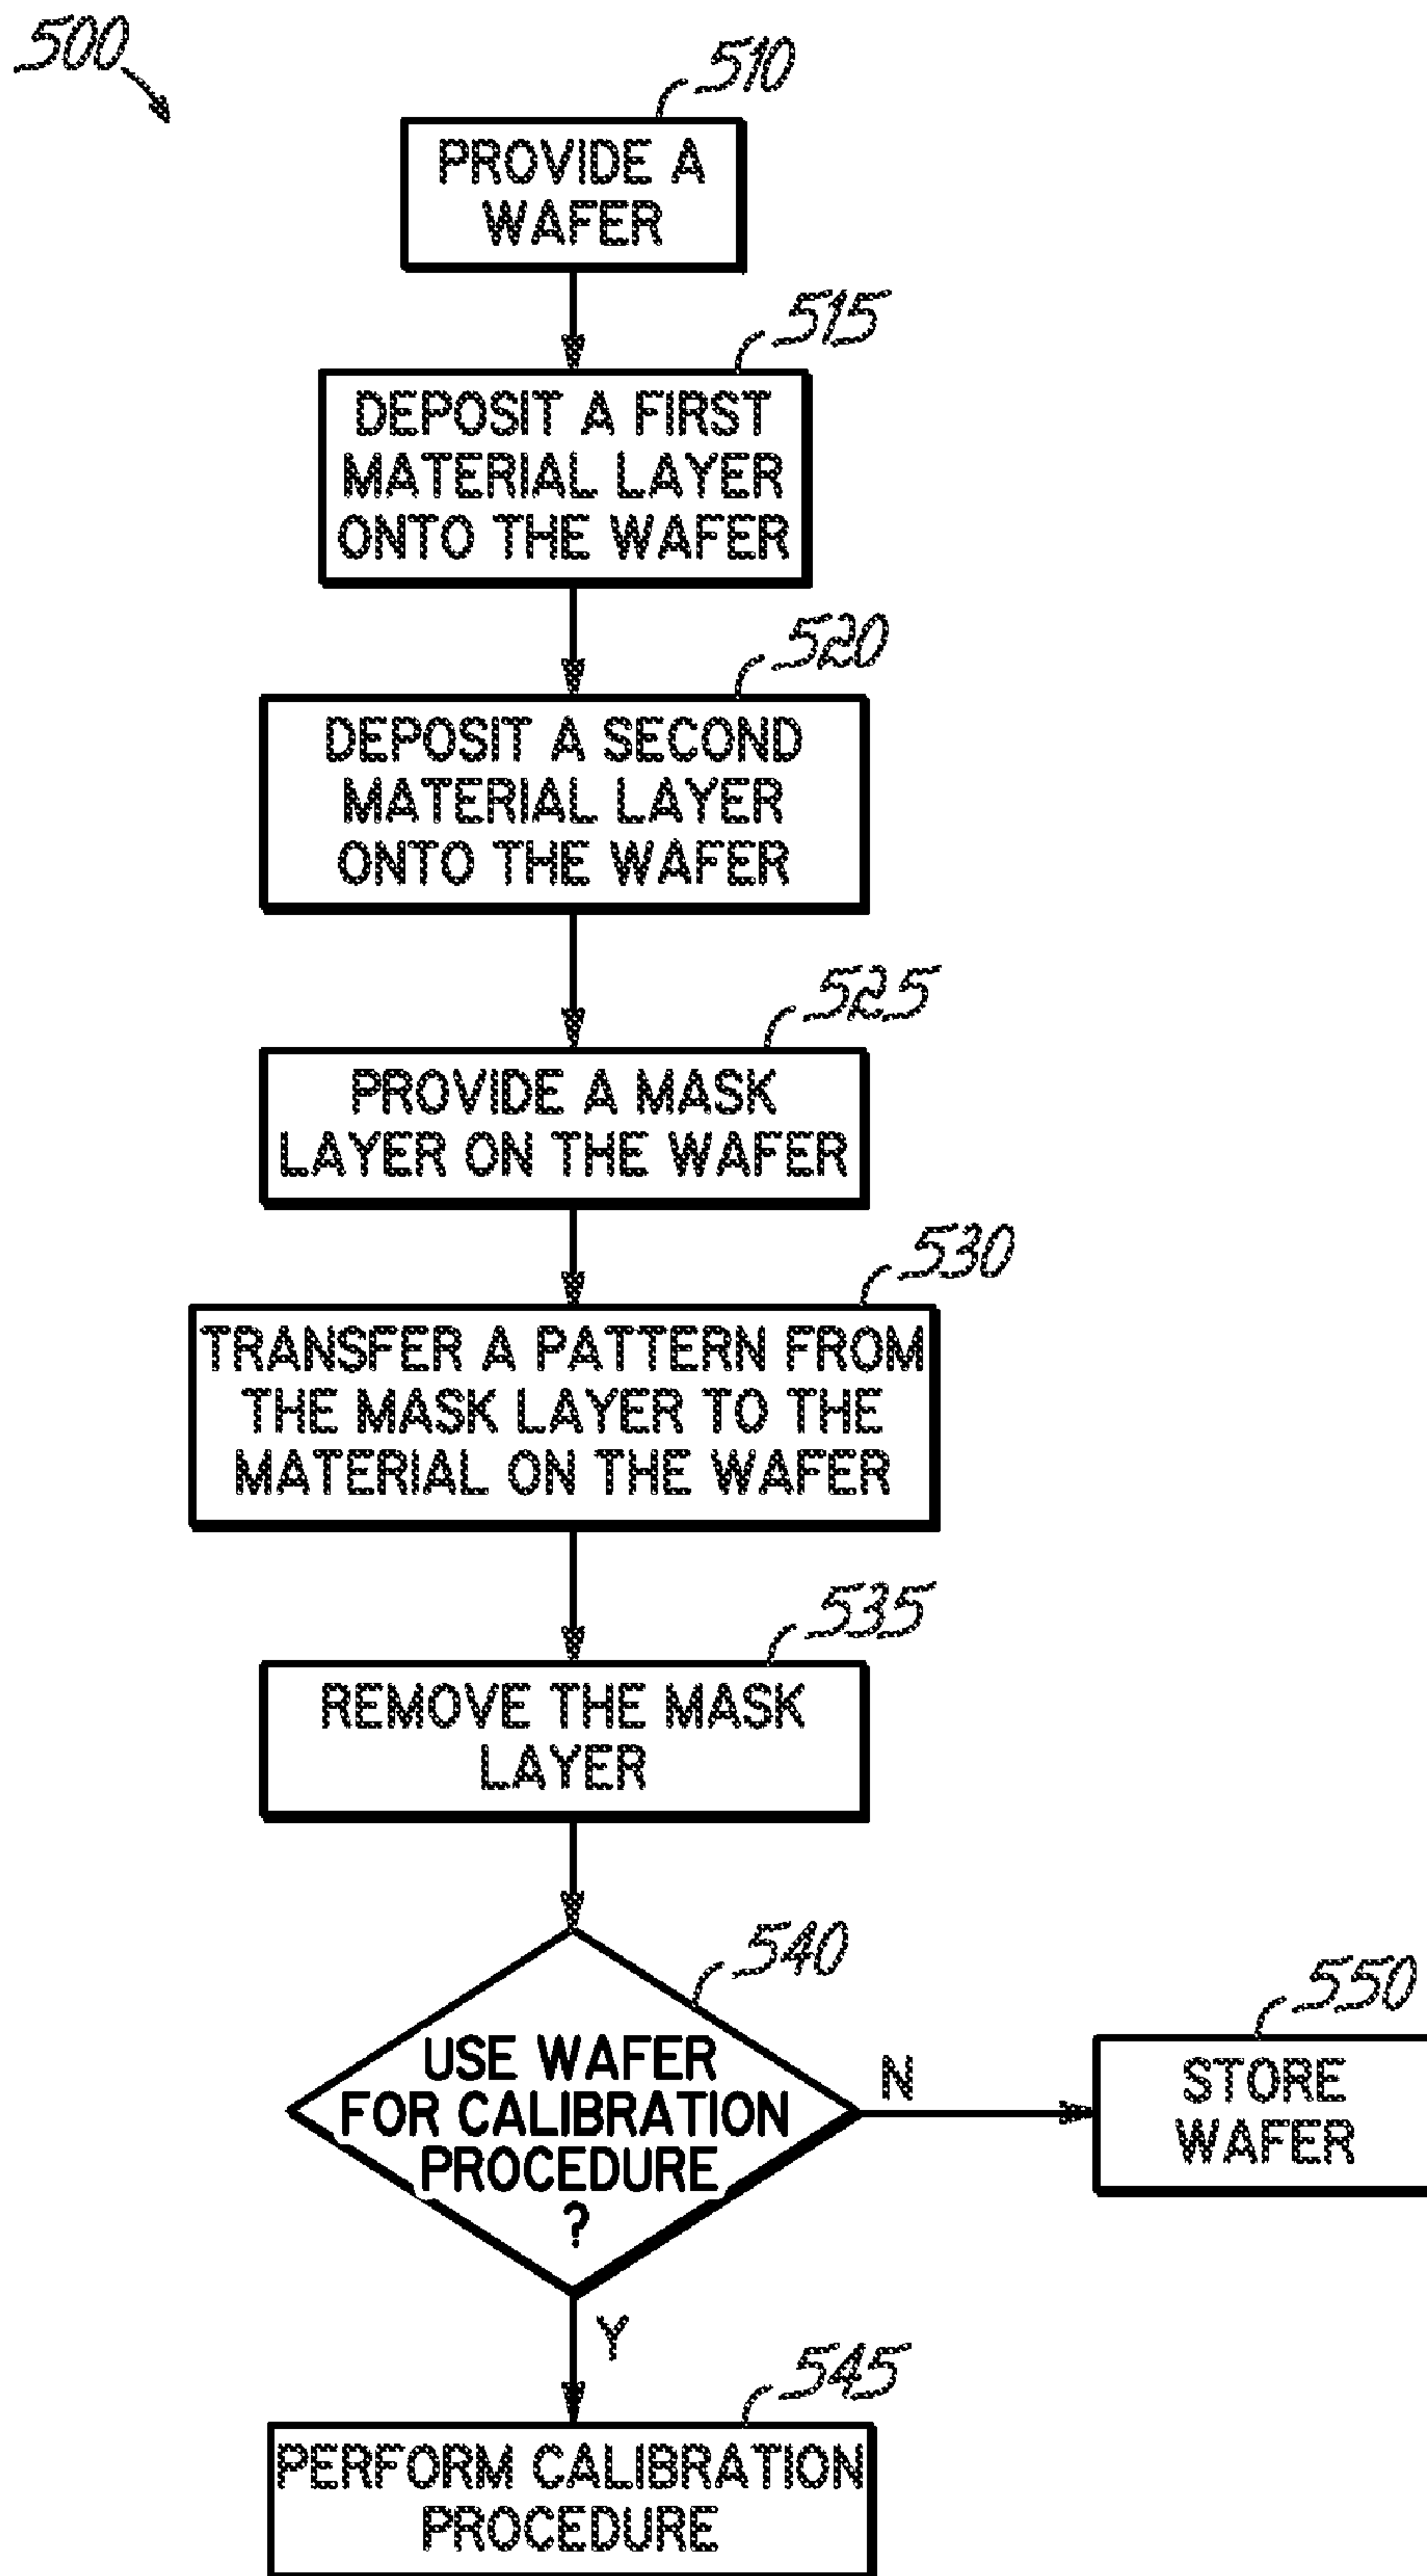 500
510
PROVIDE A
WAFER
515
DEPOSIT A FIRST
MATERIAL LAYER
ONTO THE WAFER
520
DEPOSIT A SECOND
MATERIAL LAYER
ONTO THE WAFER
525
PROVIDE A MASK
LAYER ON THE WAFER
530
TRANSFER A PATTERN FROM
THE MASK LAYER TO THE
MATERIAL ON THE WAFER
535
REMOVE THE MASK
LAYER
540
USE WAFER
FOR CALIBRATION
PROCEDURE
?
N
550
STORE
WAFER
Y
545
PERFORM CALIBRATION
PROCEDURE